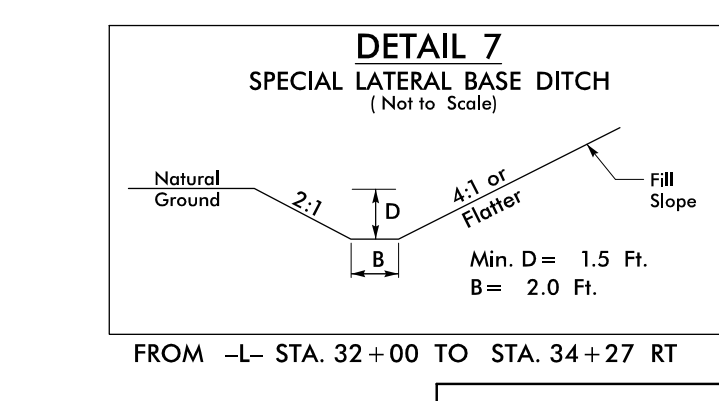 DETAIL 7
SPECIAL LATERAL BASE DITCH
( Not to Scale)
Natural
Ground
2:1
D
B
4:1 or
Flatter
Fill
Slope
Min. D= 1.5 Ft.
B= 2.0 Ft.
FROM -L- STA. 32+00 TO STA. 34+27 RT